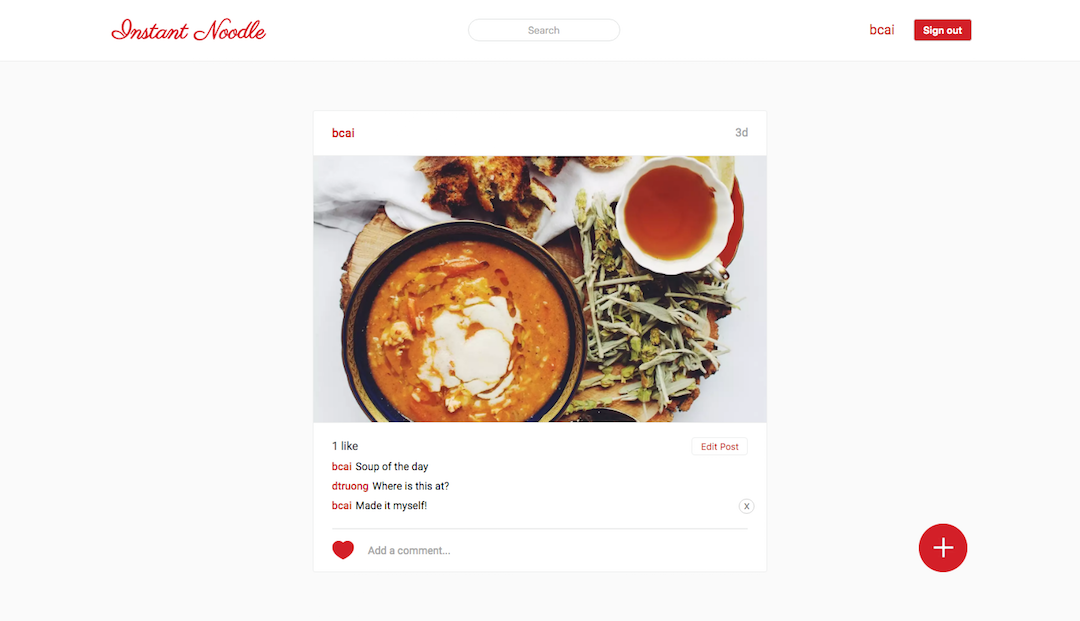 Instant Noodle
Search
bcai
Sign out
bcai
3d
1 like
Edit Post
bcai Soup of the day
dtruong Where is this at?
bcai Made it myself!
X
Add a comment...